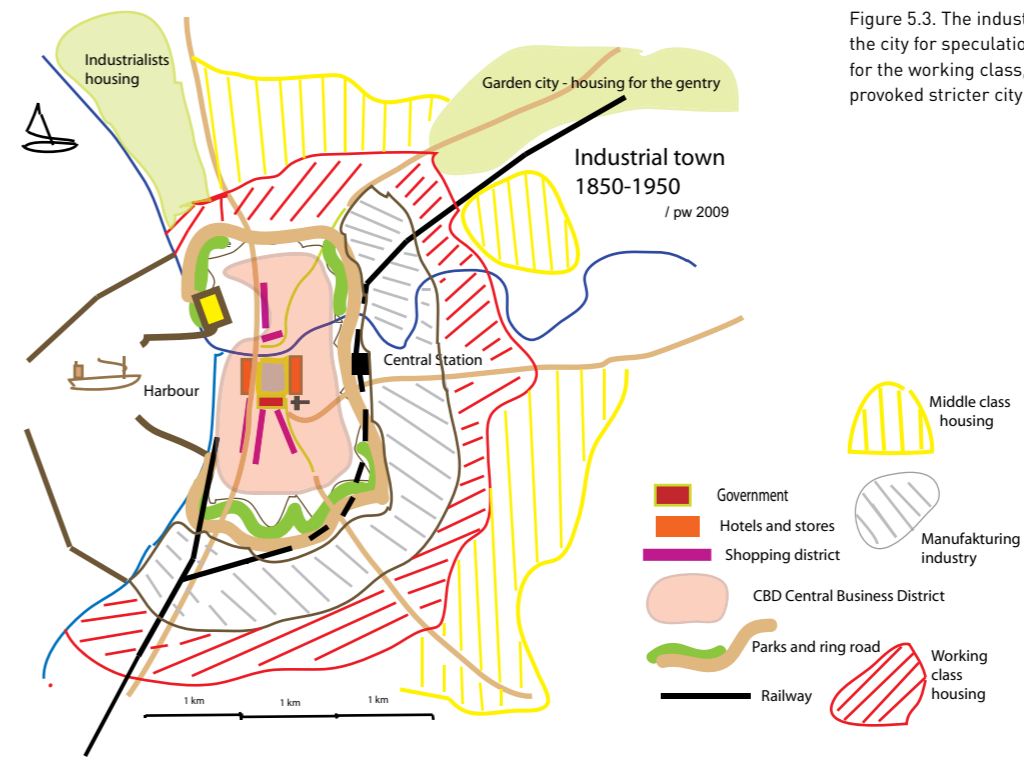 Figure 5.3. The indust
the city for speculatio
for the working class,
provoked stricter city
Industrialists
housing
Garden city - housing for the gentry
Industrial town
1850-1950
/ pw 2009
Central Station
Harbour
Middle class
housing
Government
Hotels and stores
Shopping district
Manufakturing
industry
CBD Central Business District
Parks and ring road
Working
class
housing
Railway
1 km
1 km
1 km